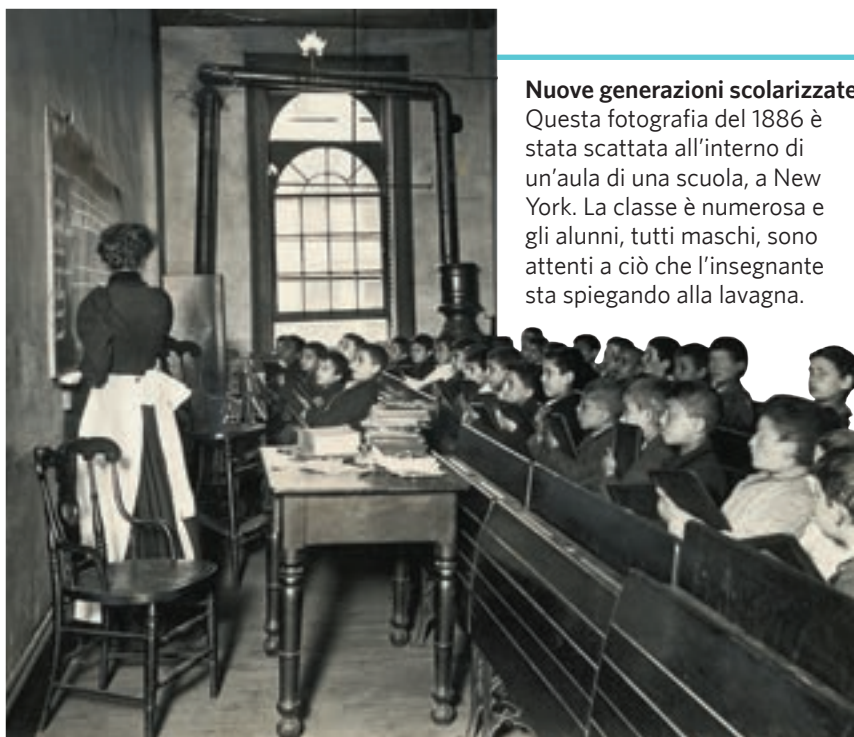 Nuove generazioni scolarizzate
Questa fotografia del 1886 è
stata scattata all’interno di
un’aula di una scuola, a New
York. La classe è numerosa e
gli alunni, tutti maschi, sono
attenti a ciò che l’insegnante
sta spiegando alla lavagna.